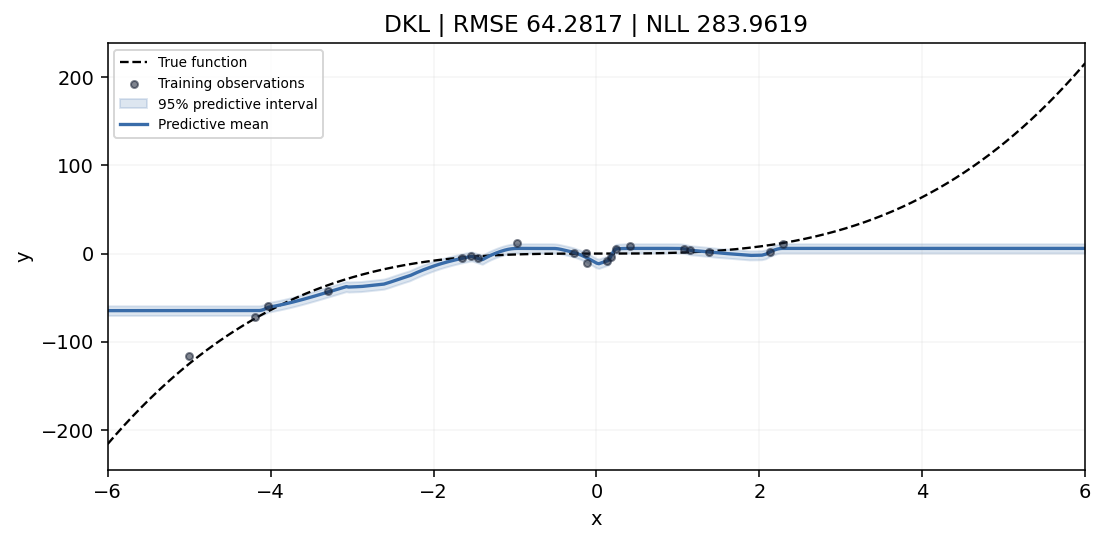 DKL | RMSE 64.2817 | NLL 283.9619
True function
Training observations
95% predictive interval
Predictive mean
200
100
0
−100
−200
y
−6 −4 −2 0 2 4 6
x